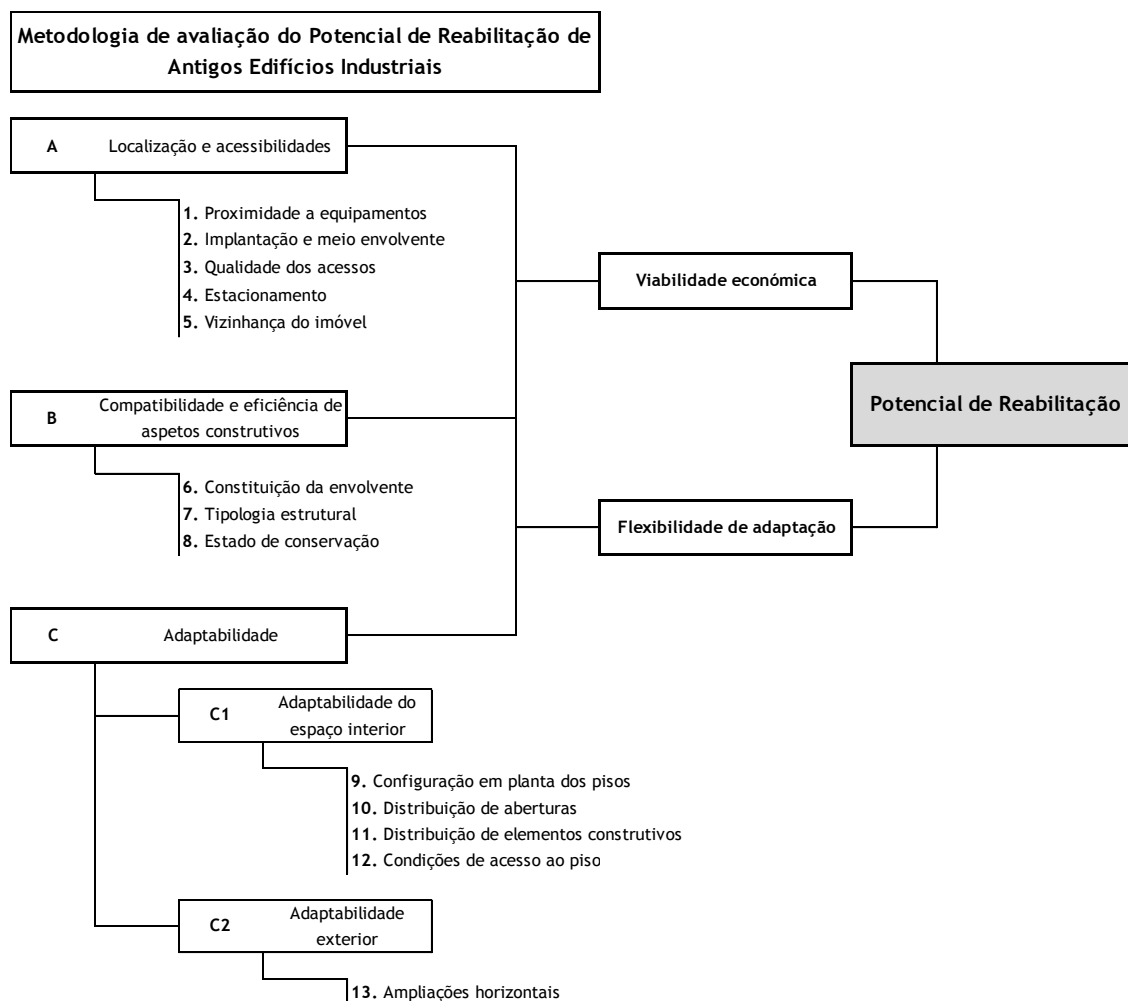 Metodologia de avaliação do Potencial de Reabilitação de
Antigos Edifícios Industriais
A Localização e acessibilidades
1. Proximidade a equipamentos
2. Implantação e meio envolvente
3. Qualidade dos acessos
4. Estacionamento
5. Vizinhança do imóvel
Viabilidade económica
Potencial de Reabilitação
B Compatibilidade e eficiência de
aspetos construtivos
6. Constituição da envolvente
7. Tipologia estrutural
8. Estado de conservação
Flexibilidade de adaptação
C Adaptabilidade
C1 Adaptabilidade do
espaço interior
9. Configuração em planta dos pisos
10. Distribuição de aberturas
11. Distribuição de elementos construtivos
12. Condições de acesso ao piso
C2 Adaptabilidade
exterior
13. Ampliações horizontais